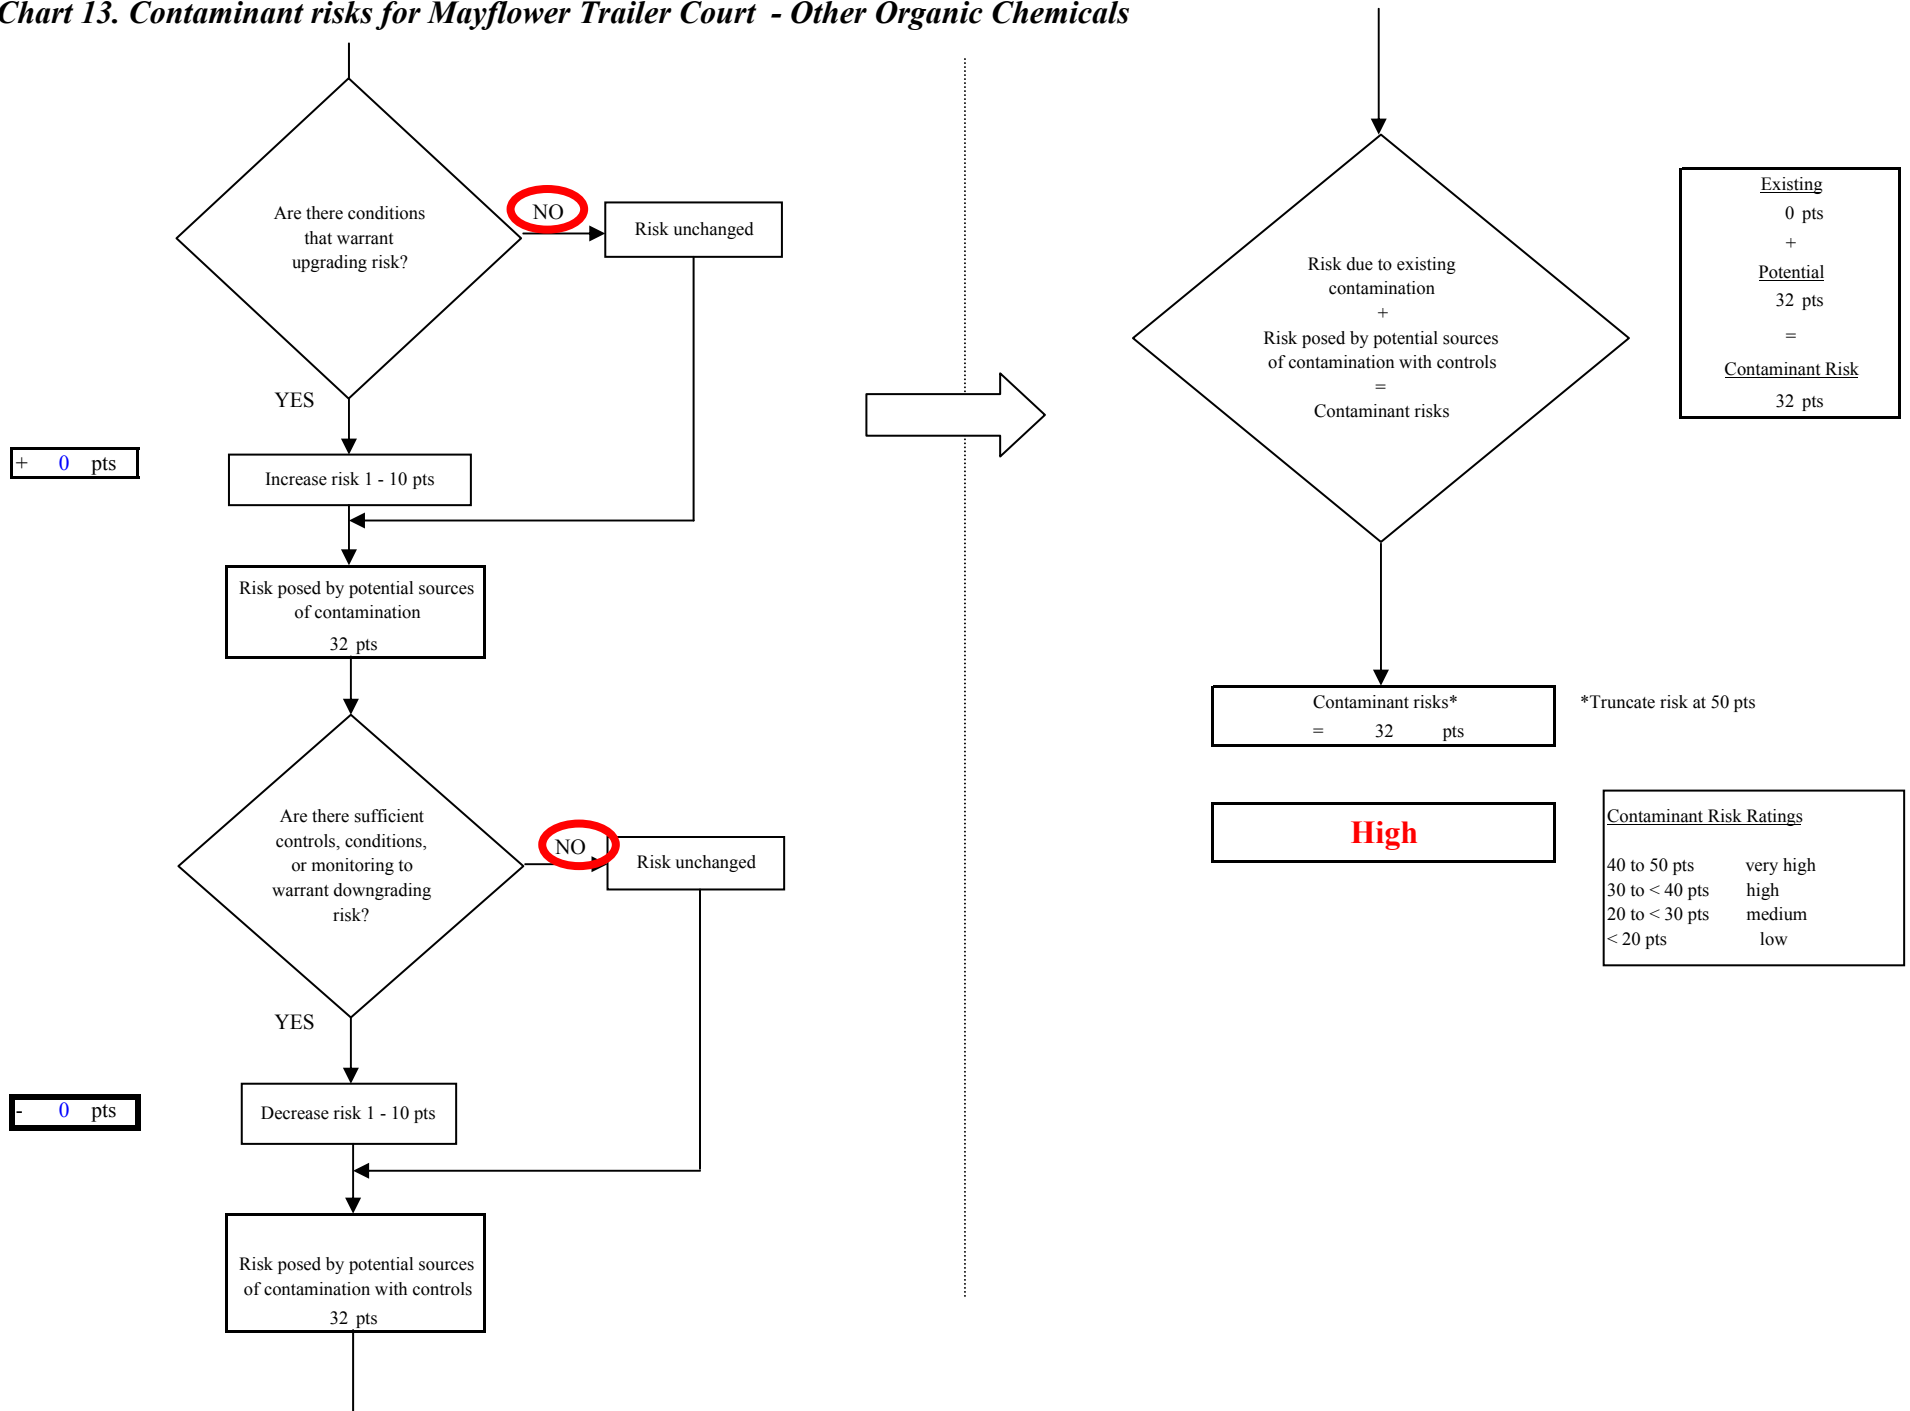 Chart 13. Contaminant risks for Mayflower Trailer Court - Other Organic Chemicals
Are there conditions
that warrant
upgrading risk?
NO
Risk unchanged
YES
+ 0 pts
Increase risk 1 - 10 pts
Risk posed by potential sources
of contamination
32 pts
Are there sufficient
controls, conditions,
or monitoring to
warrant downgrading
risk?
NO
Risk unchanged
YES
- 0 pts
Decrease risk 1 - 10 pts
Risk posed by potential sources
of contamination with controls
32 pts
Risk due to existing
contamination
+
Risk posed by potential sources
of contamination with controls
=
Contaminant risks
Existing
0 pts
+
Potential
32 pts
=
Contaminant Risk
32 pts
Contaminant risks*
= 32 pts
*Truncate risk at 50 pts
High
Contaminant Risk Ratings
40 to 50 pts very high
30 to < 40 pts high
20 to < 30 pts medium
< 20 pts low